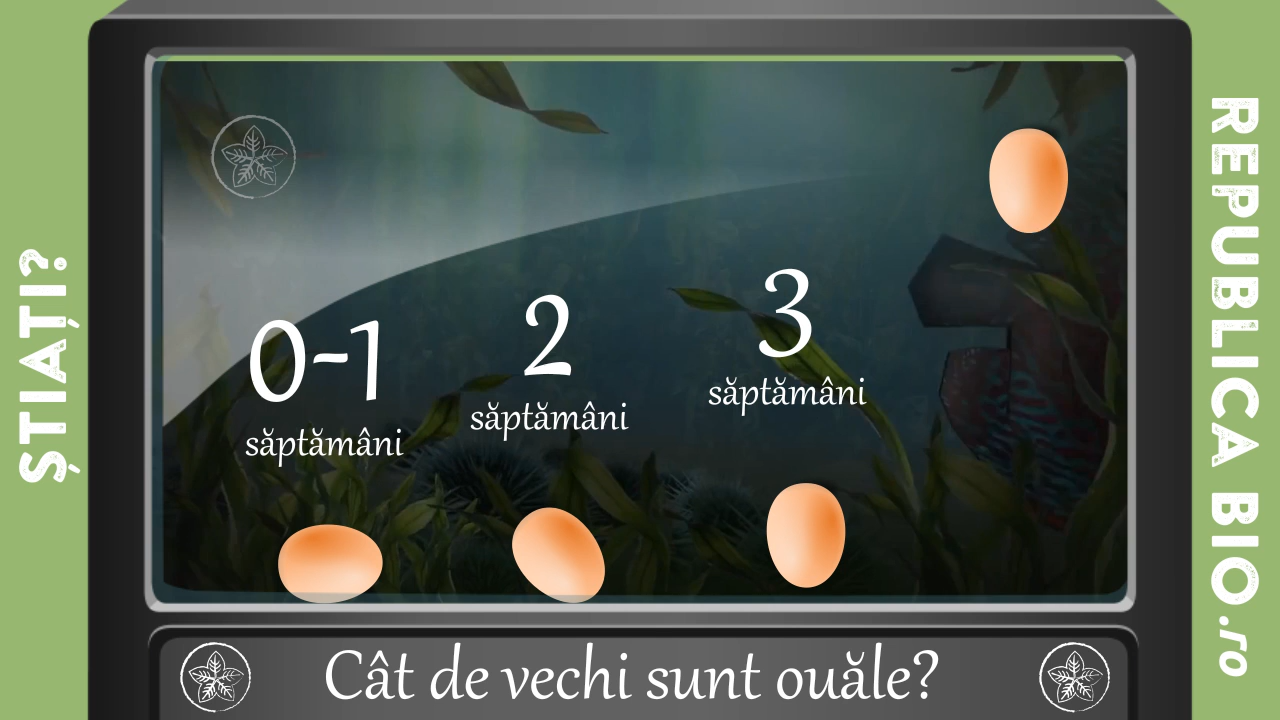 ȘTIAȚI?
0-1
săptămâni
2
săptămâni
3
săptămâni
Cât de vechi sunt ouăle?
REPUBLICA BIO.ro